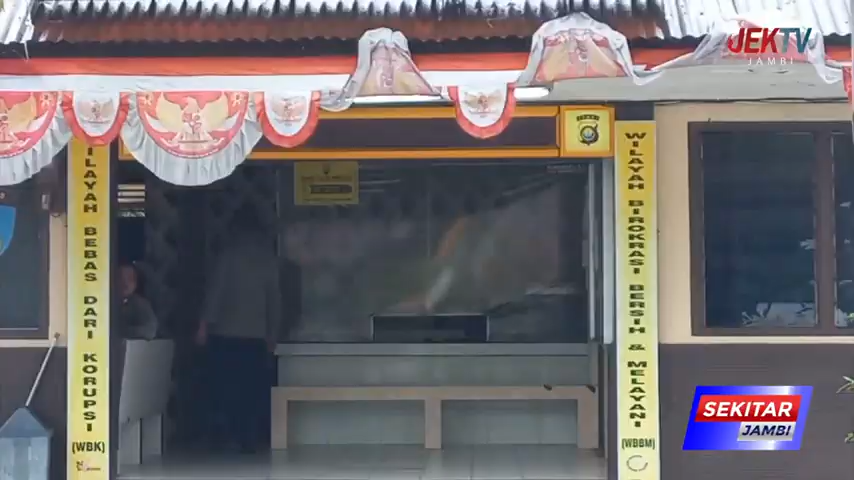 JEKTV
JAMBI
WILAYAH BEBAS DARI KORUPSI
(WBK)
WILAYAH BIROKRASI BERSIH & MELAYANI
(WBBM)
SEKITAR
JAMBI